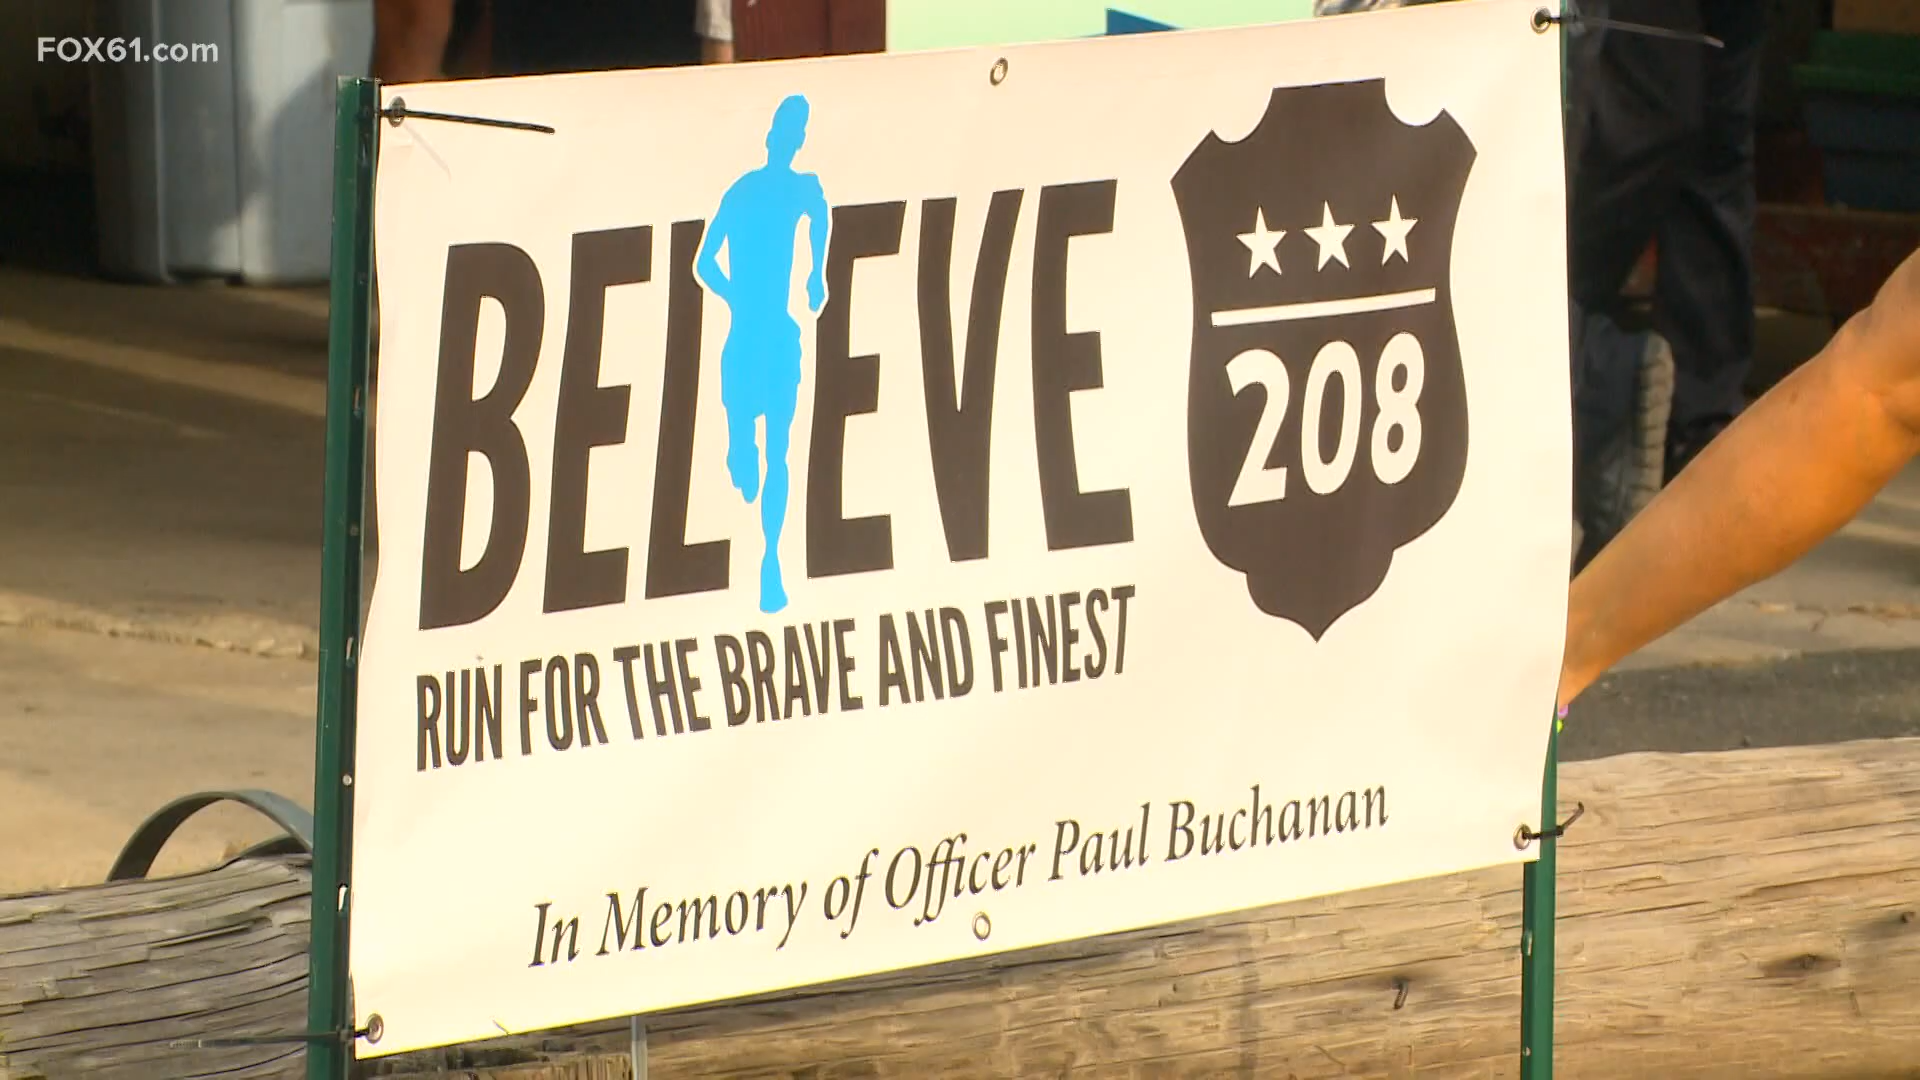 FOX61.com
BELIEVE
208
RUN FOR THE BRAVE AND FINEST
In Memory of Officer Paul Buchanan